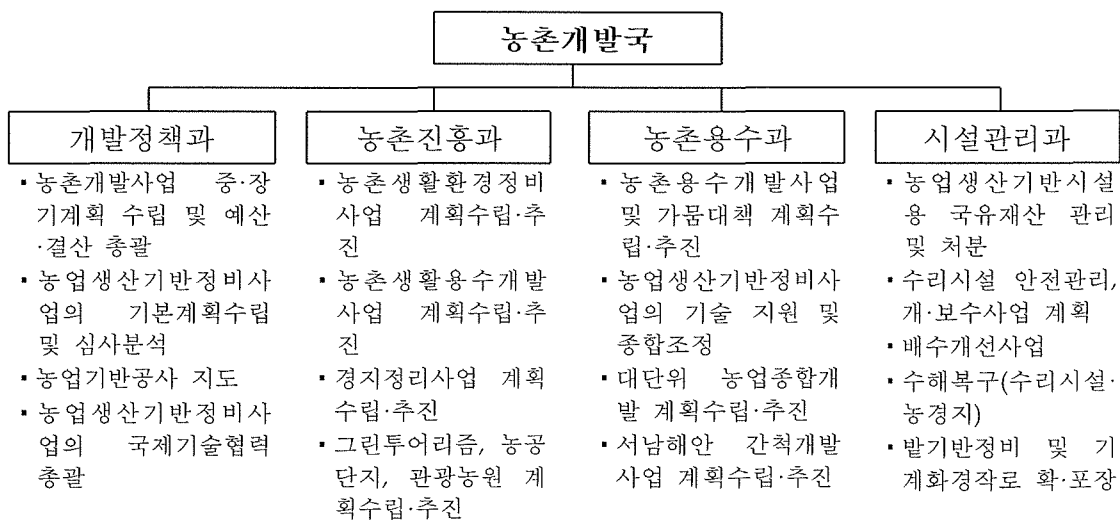 농촌개발국
개발정책과
▪ 농촌개발사업 중·장
기계획 수립 및 예산
·결산 총괄
▪ 농업생산기반정비사
업의 기본계획수립
및 심사분석
▪ 농업기반공사 지도
▪ 농업생산기반정비사
업의 국제기술협력
총괄
농촌진흥과
▪ 농촌생활환경정비
사업 계획수립·추
진
▪ 농촌생활용수개발
사업 계획수립·추
진
▪ 경지정리사업 계획
수립·추진
▪ 그린투어리즘, 농공
단지, 관광농원 계
획수립·추진
농촌용수과
▪ 농촌용수개발사업
및 가뭄대책 계획수
립·추진
▪ 농업생산기반정비사
업의 기술 지원 및
종합조정
▪ 대단위 농업종합개
발 계획수립·추진
▪ 서남해안 간척개발
사업 계획수립·추진
시설관리과
▪ 농업생산기반시설
용 국유재산 관리
및 처분
▪ 수리시설 안전관리,
개·보수사업 계획
▪ 배수개선사업
▪ 수해복구(수리시설·
농경지)
▪ 밭기반정비 및 기
계화경작로 확·포장